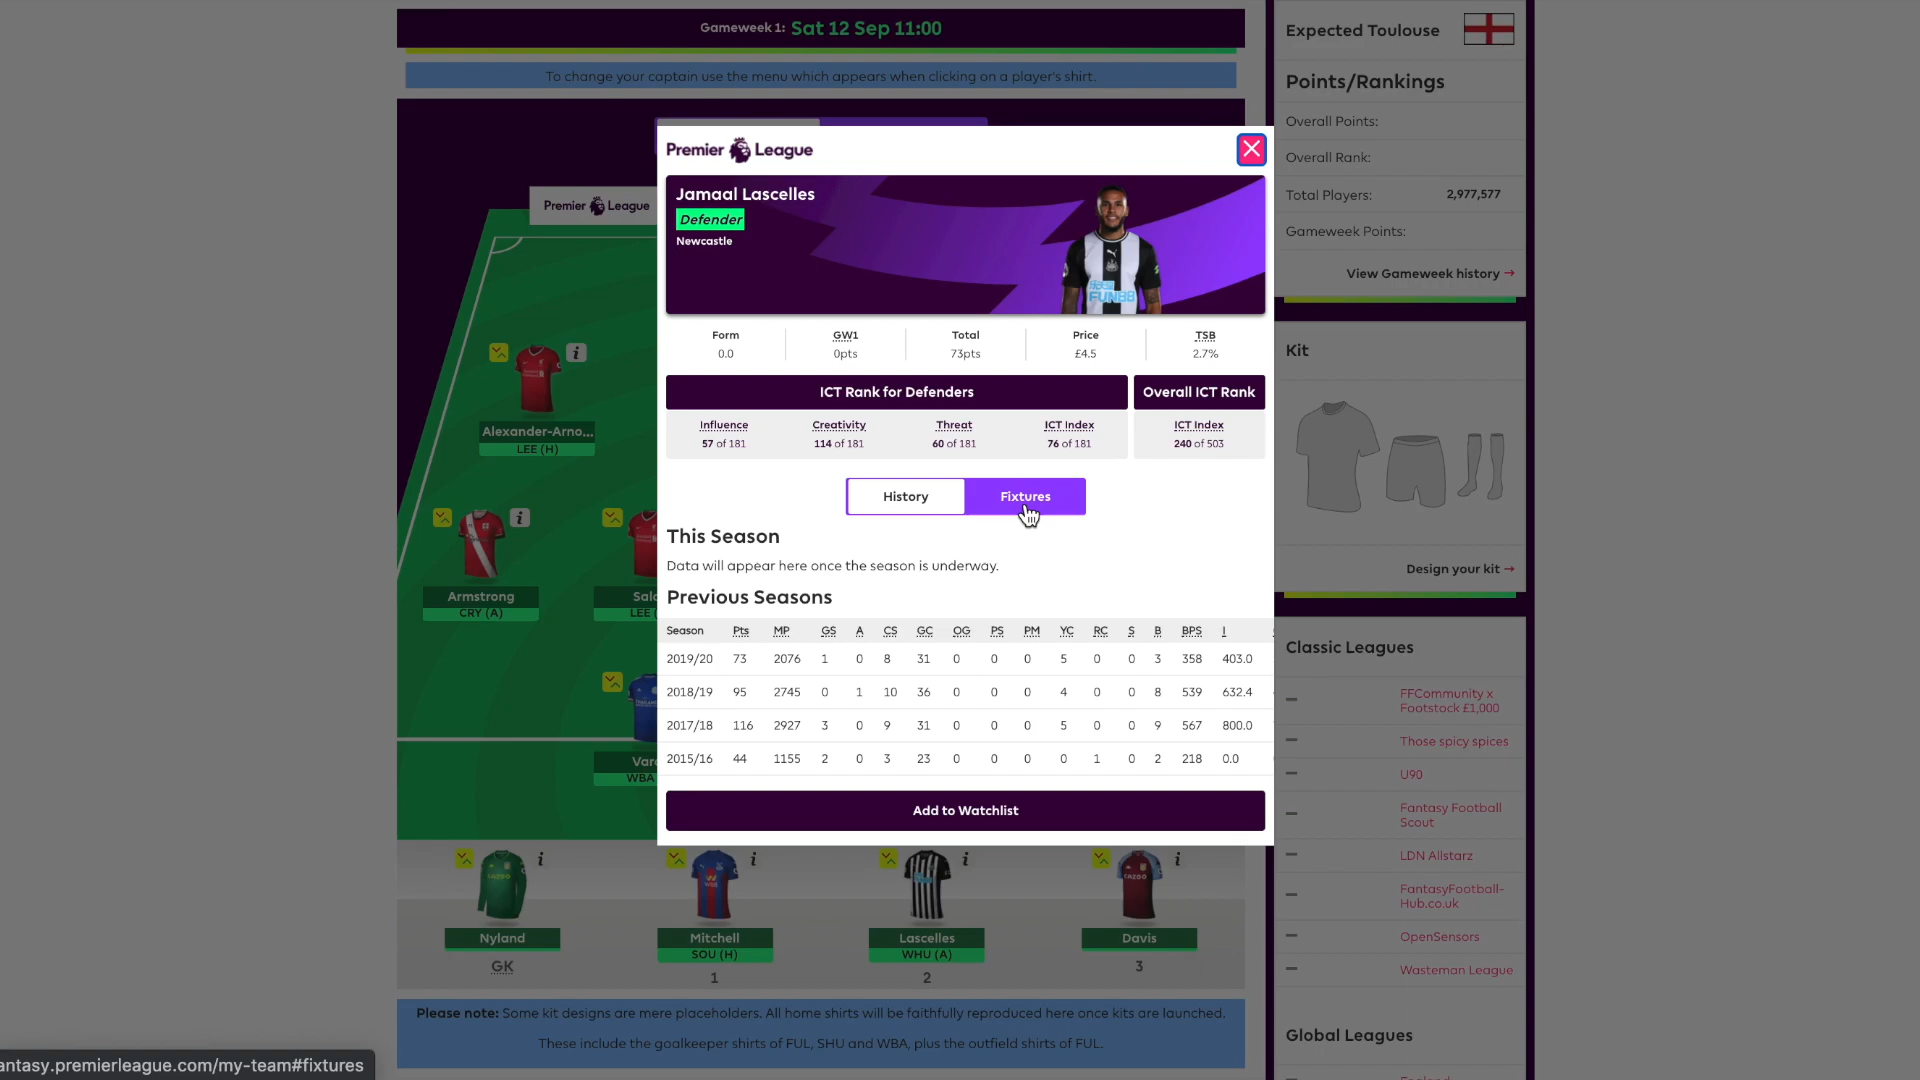 Gameweek 1: Sat 12 Sep 11:00
To change your captain use the menu which appears when clicking on a player's shirt.
Premier League
Alexander-Arno...
LEE (H)
Armstrong
CRY (A)
LEE
WBA
Premier League
Jamaal Lascelles
Defender
Newcastle
FUN88
Form GW1 Total Price TSB
0.0 0pts 73pts £4.5 2.7%
ICT Rank for Defenders Overall ICT Rank
Influence Creativity Threat ICT Index ICT Index
57 of 181 114 of 181 60 of 181 76 of 181 240 of 503
History Fixtures
This Season
Data will appear here once the season is underway.
Previous Seasons
Season Pts MP GS A CS GC OG PS PM YC RC S B BPS I
2019/20 73 2076 1 0 8 31 0 0 0 5 0 0 3 358 403.0
2018/19 95 2745 0 1 10 36 0 0 0 4 0 0 8 539 632.4
2017/18 116 2927 3 0 9 31 0 0 0 5 0 0 9 567 800.0
2015/16 44 1155 2 0 3 23 0 0 0 0 1 0 2 218 0.0
Add to Watchlist
Nyland Mitchell Lascelles Davis
SOU (H) WHU (A)
GK 1 2 3
Please note: Some kit designs are mere placeholders. All home shirts will be faithfully reproduced here once kits are launched.
These include the goalkeeper shirts of FUL, SHU and WBA, plus the outfield shirts of FUL.
antasy.premierleague.com/my-team#fixtures
Expected Toulouse
Points/Rankings
Overall Points:
Overall Rank:
Total Players: 2,977,577
Gameweek Points:
View Gameweek history →
Kit
Design your kit →
Classic Leagues
FFCommunity x
Footstock £1,000
Those spicy spices
U90
Fantasy Football
Scout
LDN Allstarz
FantasyFootball-
Hub.co.uk
OpenSensors
Wasteman League
Global Leagues
England